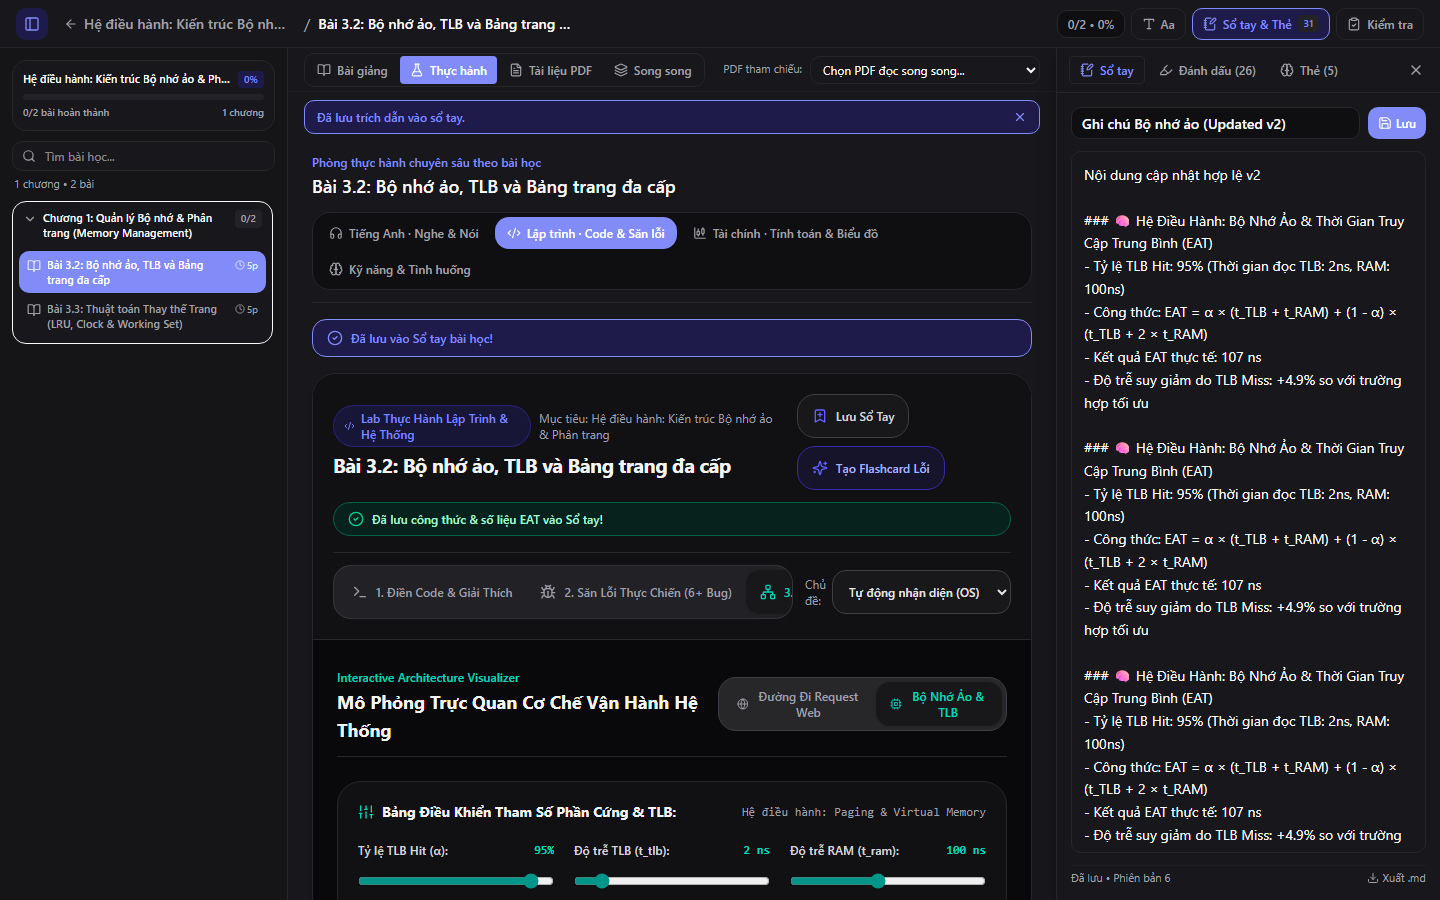 Hệ điều hành: Kiến trúc Bộ nh...
/ Bài 3.2: Bộ nhớ ảo, TLB và Bảng trang ...
0/2 • 0%
Aa
Sổ tay & Thẻ 31
Kiểm tra
Hệ điều hành: Kiến trúc Bộ nhớ ảo & Ph...
0%
0/2 bài hoàn thành
1 chương
Tìm bài học...
1 chương • 2 bài
Chương 1: Quản lý Bộ nhớ & Phân
trang (Memory Management)
0/2
Bài 3.2: Bộ nhớ ảo, TLB và Bảng
trang đa cấp
5p
Bài 3.3: Thuật toán Thay thế Trang
(LRU, Clock & Working Set)
5p
Bài giảng
Thực hành
Tài liệu PDF
Song song
PDF tham chiếu:
Chọn PDF đọc song song...
Đã lưu trích dẫn vào sổ tay.
Phòng thực hành chuyên sâu theo bài học
Bài 3.2: Bộ nhớ ảo, TLB và Bảng trang đa cấp
Tiếng Anh · Nghe & Nói
Lập trình · Code & Săn lỗi
Tài chính · Tính toán & Biểu đồ
Kỹ năng & Tình huống
Đã lưu vào Sổ tay bài học!
Lab Thực Hành Lập Trình &
Hệ Thống
Mục tiêu: Hệ điều hành: Kiến trúc Bộ nhớ ảo
& Phân trang
Bài 3.2: Bộ nhớ ảo, TLB và Bảng trang đa cấp
Lưu Sổ Tay
Tạo Flashcard Lỗi
Đã lưu công thức & số liệu EAT vào Sổ tay!
1. Điền Code & Giải Thích
2. Săn Lỗi Thực Chiến (6+ Bug)
3.
Chủ
đề:
Tự động nhận diện (OS)
Interactive Architecture Visualizer
Mô Phỏng Trực Quan Cơ Chế Vận Hành Hệ
Thống
Đường Đi Request
Web
Bộ Nhớ Ảo &
TLB
Bảng Điều Khiển Tham Số Phần Cứng & TLB:
Hệ điều hành: Paging & Virtual Memory
Tỷ lệ TLB Hit (α):
95%
Độ trễ TLB (t_tlb):
2 ns
Độ trễ RAM (t_ram):
100 ns
Sổ tay
Đánh dấu (26)
Thẻ (5)
Ghi chú Bộ nhớ ảo (Updated v2)
Lưu
Nội dung cập nhật hợp lệ v2
### 🧠 Hệ Điều Hành: Bộ Nhớ Ảo & Thời Gian Truy
Cập Trung Bình (EAT)
- Tỷ lệ TLB Hit: 95% (Thời gian đọc TLB: 2ns, RAM:
100ns)
- Công thức: EAT = α × (t_TLB + t_RAM) + (1 - α) ×
(t_TLB + 2 × t_RAM)
- Kết quả EAT thực tế: 107 ns
- Độ trễ suy giảm do TLB Miss: +4.9% so với trường
hợp tối ưu
### 🧠 Hệ Điều Hành: Bộ Nhớ Ảo & Thời Gian Truy
Cập Trung Bình (EAT)
- Tỷ lệ TLB Hit: 95% (Thời gian đọc TLB: 2ns, RAM:
100ns)
- Công thức: EAT = α × (t_TLB + t_RAM) + (1 - α) ×
(t_TLB + 2 × t_RAM)
- Kết quả EAT thực tế: 107 ns
- Độ trễ suy giảm do TLB Miss: +4.9% so với trường
hợp tối ưu
### 🧠 Hệ Điều Hành: Bộ Nhớ Ảo & Thời Gian Truy
Cập Trung Bình (EAT)
- Tỷ lệ TLB Hit: 95% (Thời gian đọc TLB: 2ns, RAM:
100ns)
- Công thức: EAT = α × (t_TLB + t_RAM) + (1 - α) ×
(t_TLB + 2 × t_RAM)
- Kết quả EAT thực tế: 107 ns
- Độ trễ suy giảm do TLB Miss: +4.9% so với trường
Đã lưu • Phiên bản 6
Xuất .md